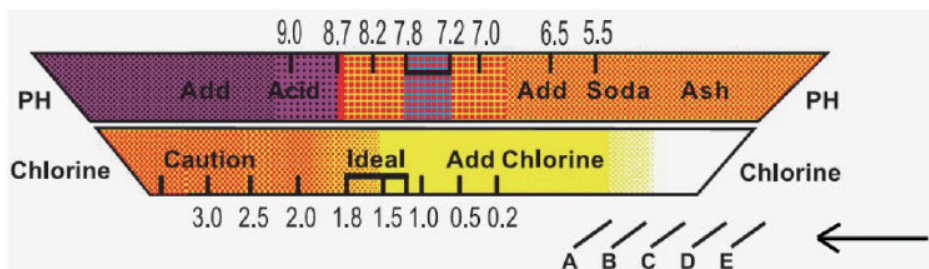 9.0 8.7 8.2 7.8 7.2 7.0 6.5 5.5
PH Add Acid Add Soda Ash PH
Chlorine Caution Ideal Add Chlorine Chlorine
3.0 2.5 2.0 1.8 1.5 1.0 0.5 0.2
A B C D E